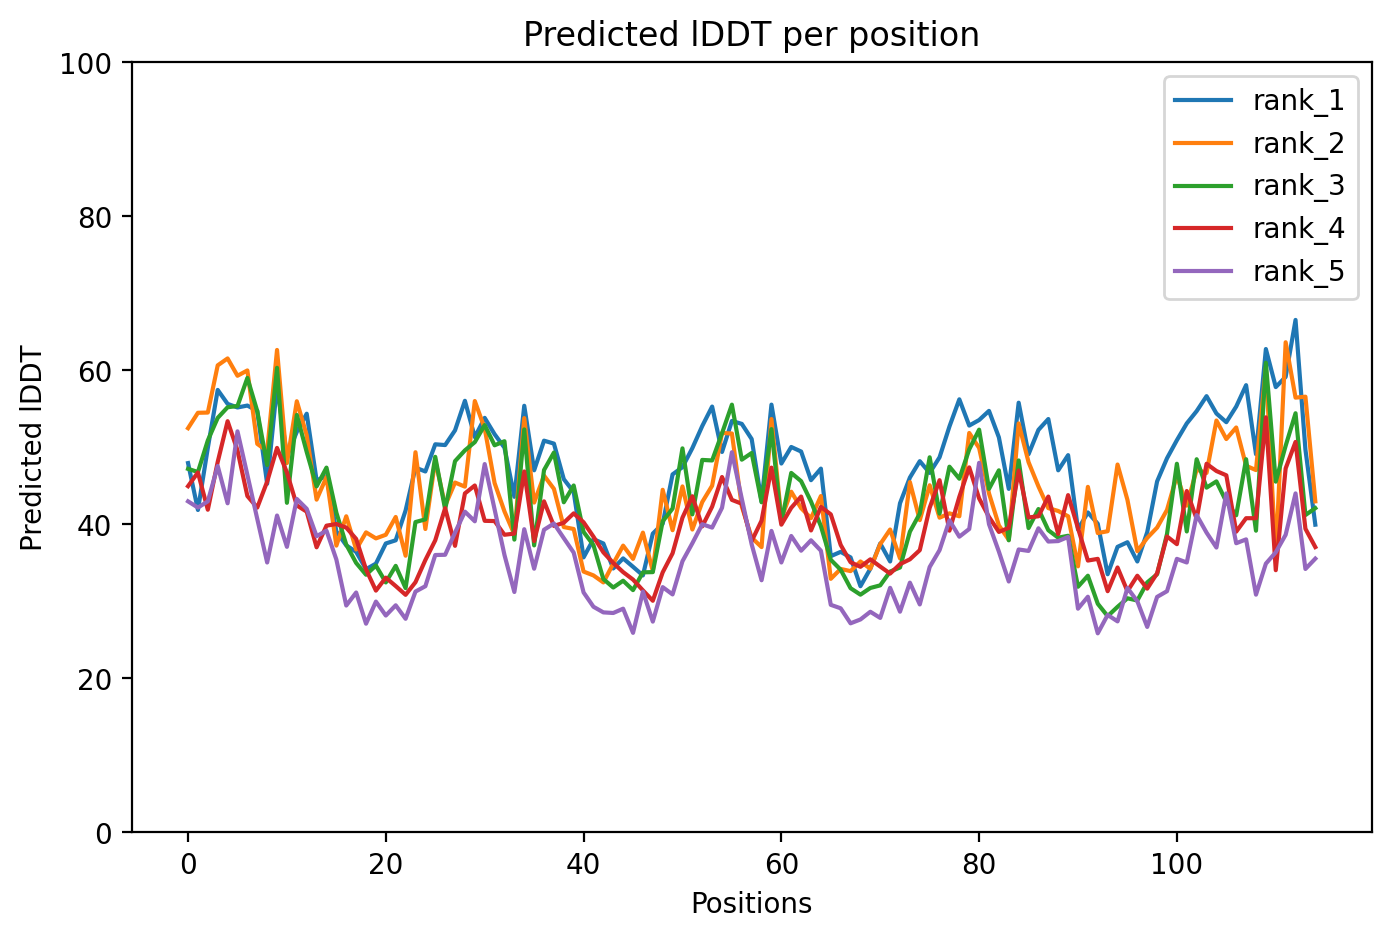 Predicted lDDT per position
100
80
60
40
20
0
Predicted lDDT
rank_1
rank_2
rank_3
rank_4
rank_5
0 20 40 60 80 100
Positions